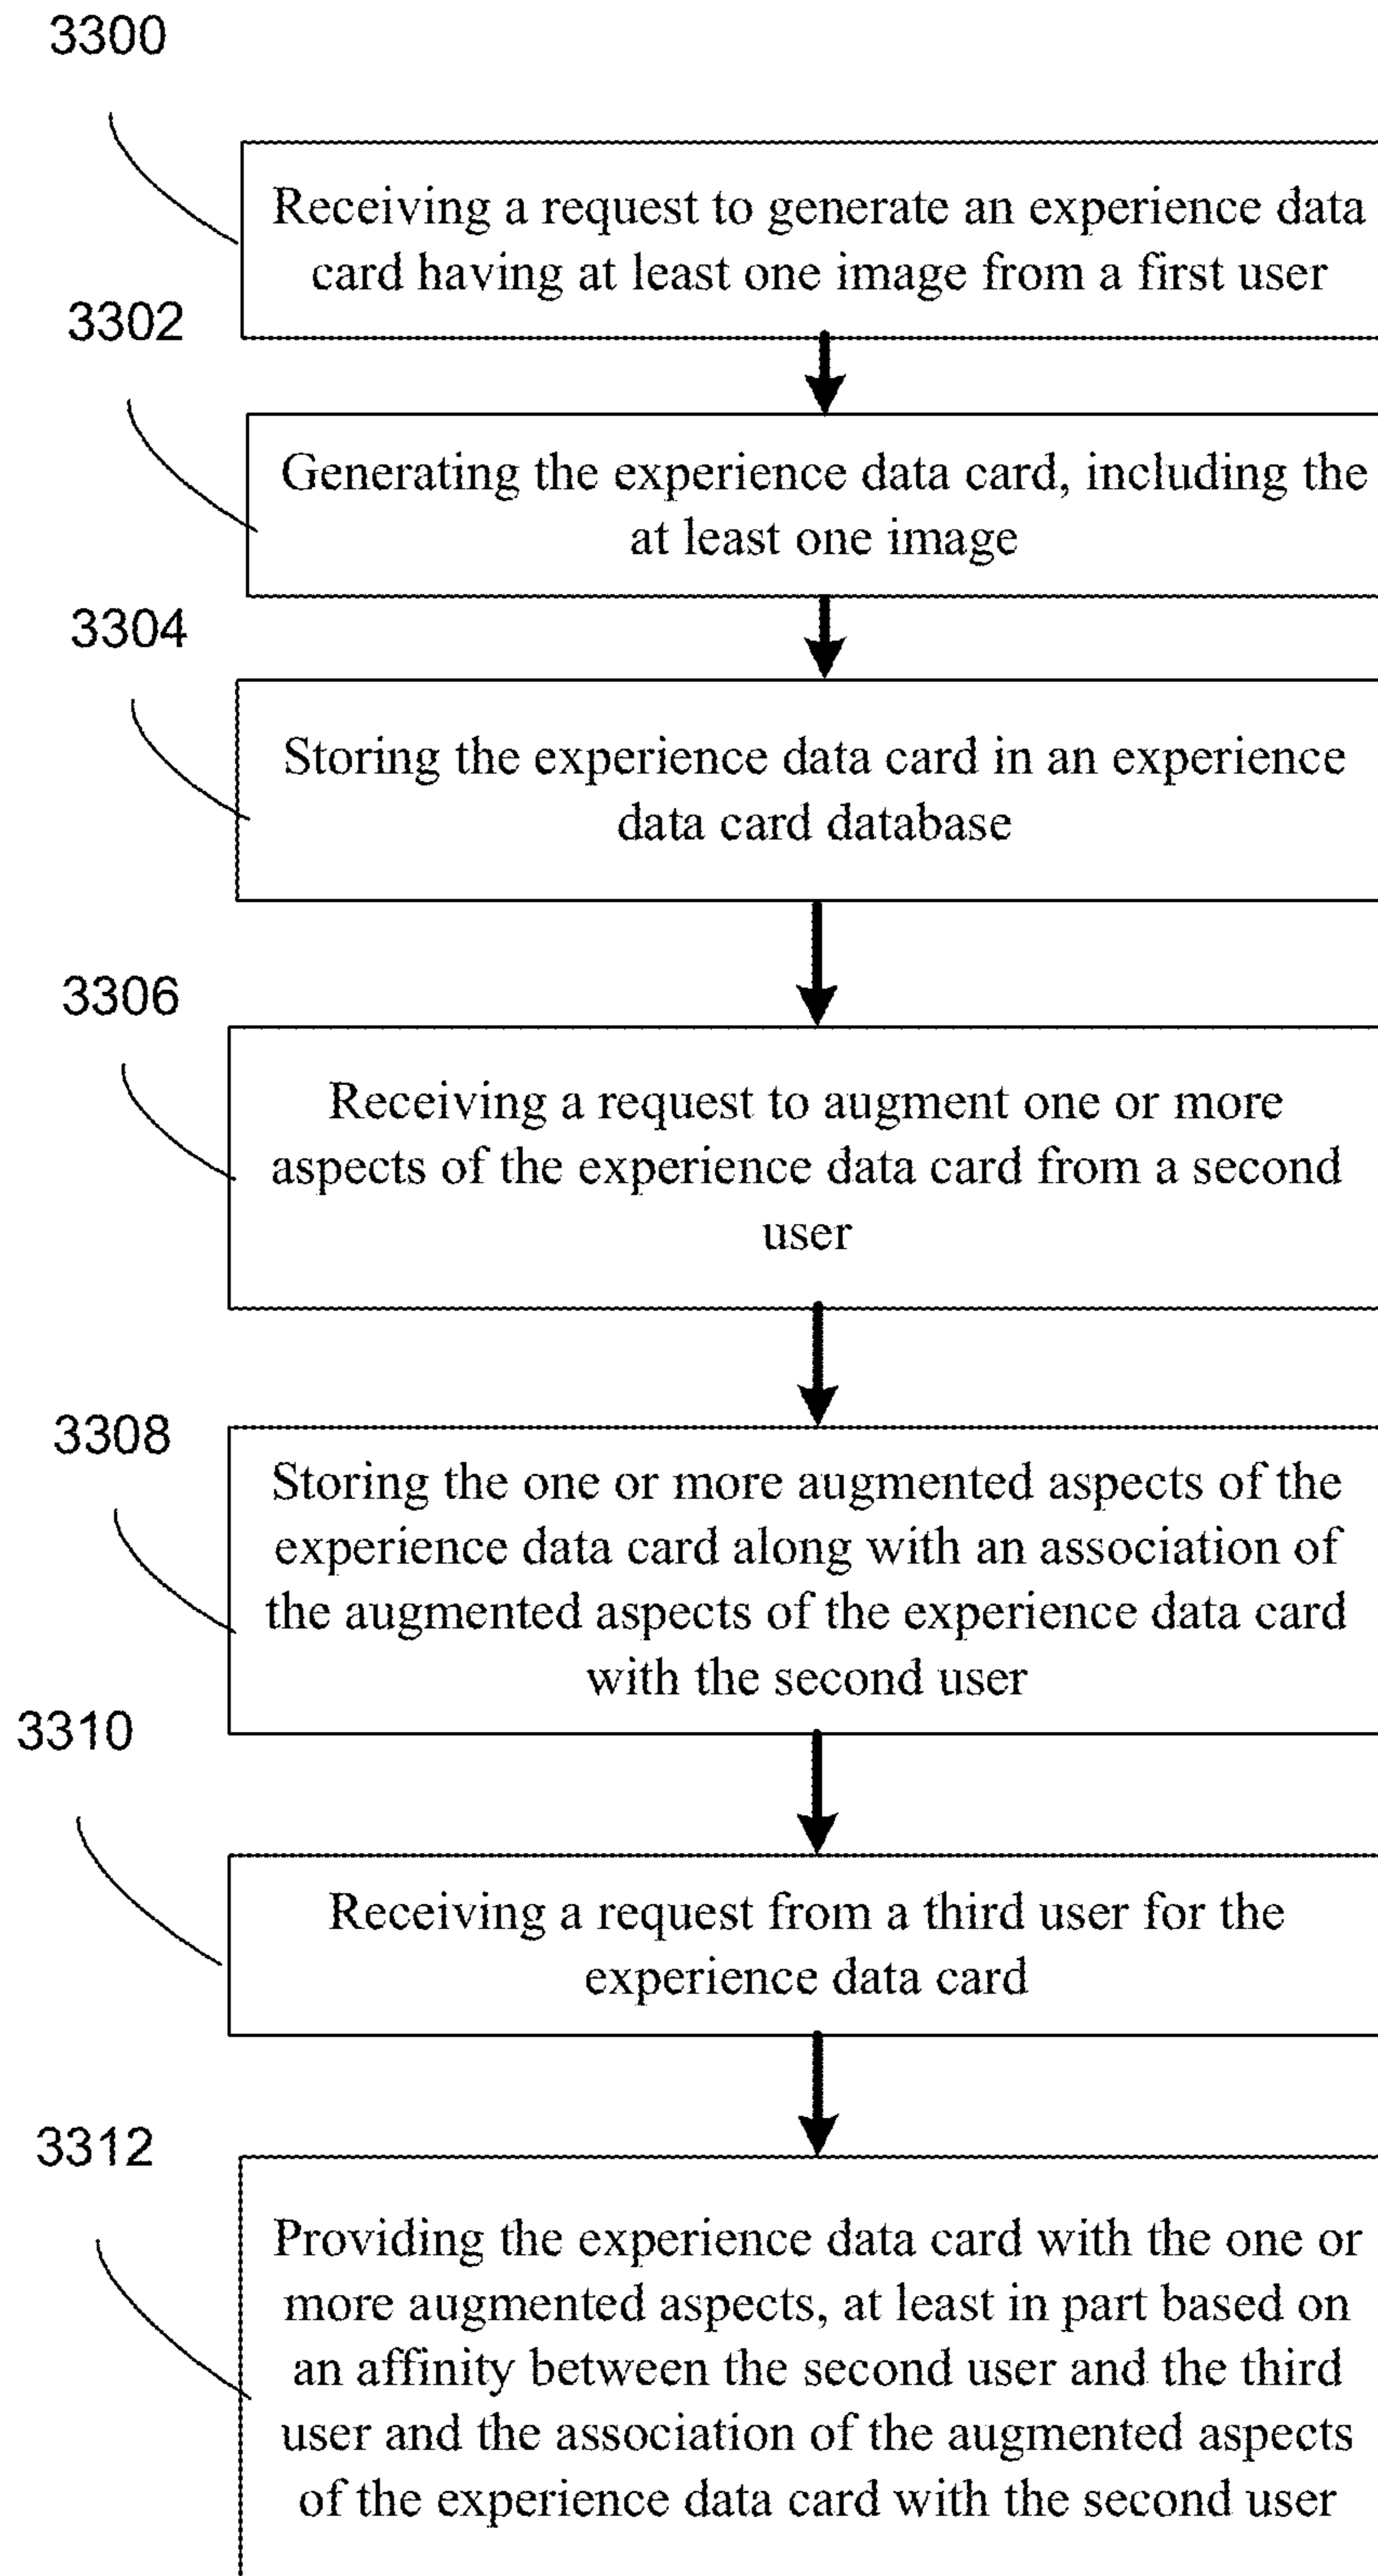 3300
Receiving a request to generate an experience data
card having at least one image from a first user
3302
Generating the experience data card, including the
at least one image
3304
Storing the experience data card in an experience
data card database
3306
Receiving a request to augment one or more
aspects of the experience data card from a second
user
3308
Storing the one or more augmented aspects of the
experience data card along with an association of
the augmented aspects of the experience data card
with the second user
3310
Receiving a request from a third user for the
experience data card
3312
Providing the experience data card with the one or
more augmented aspects, at least in part based on
an affinity between the second user and the third
user and the association of the augmented aspects
of the experience data card with the second user